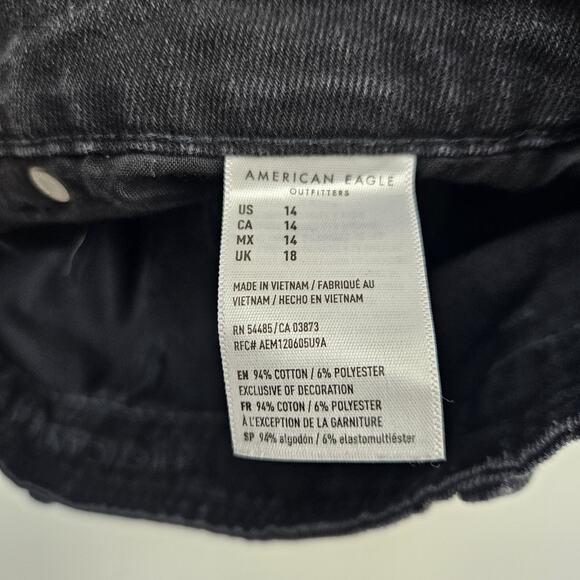 AMERICAN EAGLE
OUTFITTERS
US 14
CA 14
MX 14
UK 18
MADE IN VIETNAM / FABRIQUÉ AU
VIETNAM / HECHO EN VIETNAM
RN 54485/CA 03873
RFC# AEM120605U9A
EN 94% COTTON / 6% POLYESTER
EXCLUSIVE OF DECORATION
FR 94% COTON / 6% POLYESTER
À L'EXCEPTION DE LA GARNITURE
SP 94% algodón / 6% elastomultiéster